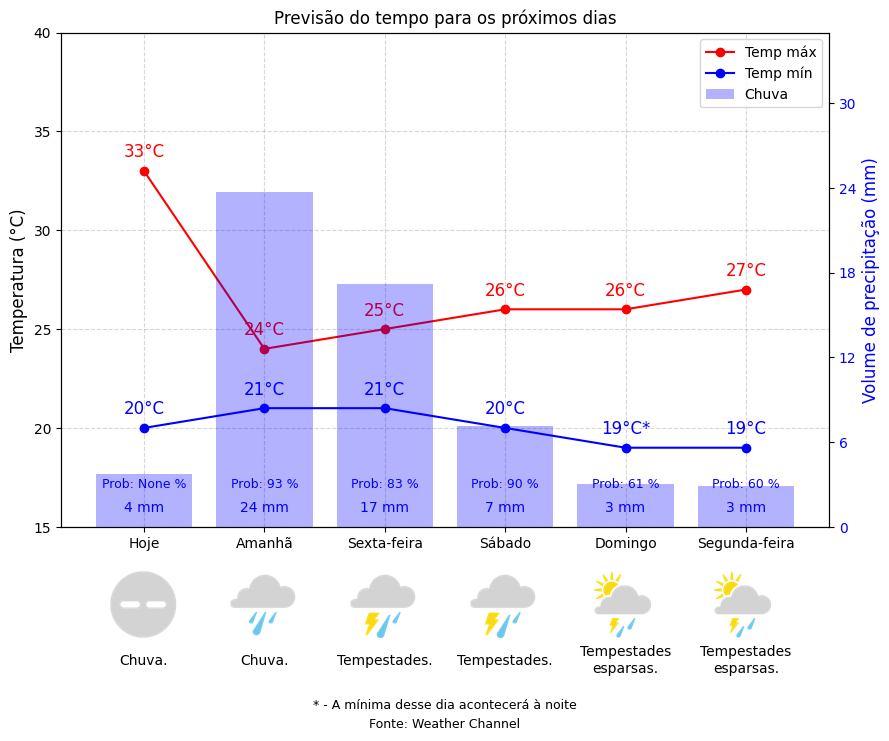 Previsão do tempo para os próximos dias
Temp máx
Temp mín
Chuva
Temperatura (°C)
40
35
30
25
20
15
Volume de precipitação (mm)
30
24
18
12
6
0
33°C
24°C
25°C
26°C
26°C
27°C
20°C
21°C
21°C
20°C
19°C*
19°C
Prob: None %
Prob: 93 %
Prob: 83 %
Prob: 90 %
Prob: 61 %
Prob: 60 %
4 mm
24 mm
17 mm
7 mm
3 mm
3 mm
Hoje
Amanhã
Sexta-feira
Sábado
Domingo
Segunda-feira
Chuva.
Chuva.
Tempestades.
Tempestades.
Tempestades
esparsas.
Tempestades
esparsas.
* - A mínima desse dia acontecerá à noite
Fonte: Weather Channel